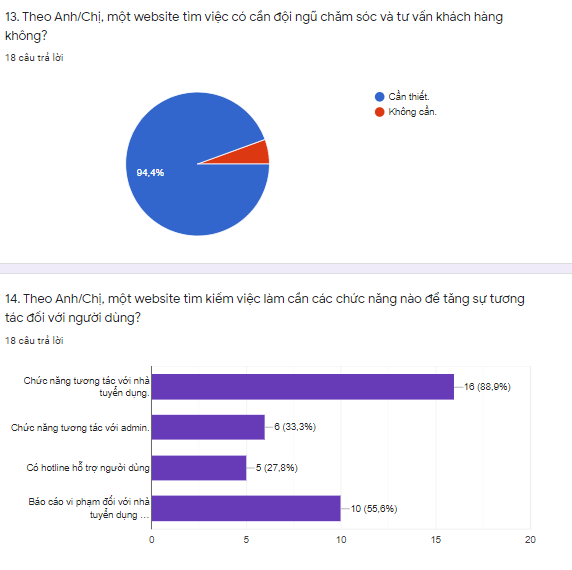 13. Theo Anh/Chị, một website tìm việc có cần đội ngũ chăm sóc và tư vấn khách hàng
không?
18 câu trả lời
Cần thiết.
Không cần.
94,4%
14. Theo Anh/Chị, một website tìm kiếm việc làm cần các chức năng nào để tăng sự tương
tác đối với người dùng?
18 câu trả lời
Chức năng tương tác với nhà
tuyển dụng.
16 (88,9%)
Chức năng tương tác với admin.
6 (33,3%)
Có hotline hỗ trợ người dùng
5 (27,8%)
Báo cáo vi phạm đối với nhà
tuyển dụng ...
10 (55,6%)
0 5 10 15 20